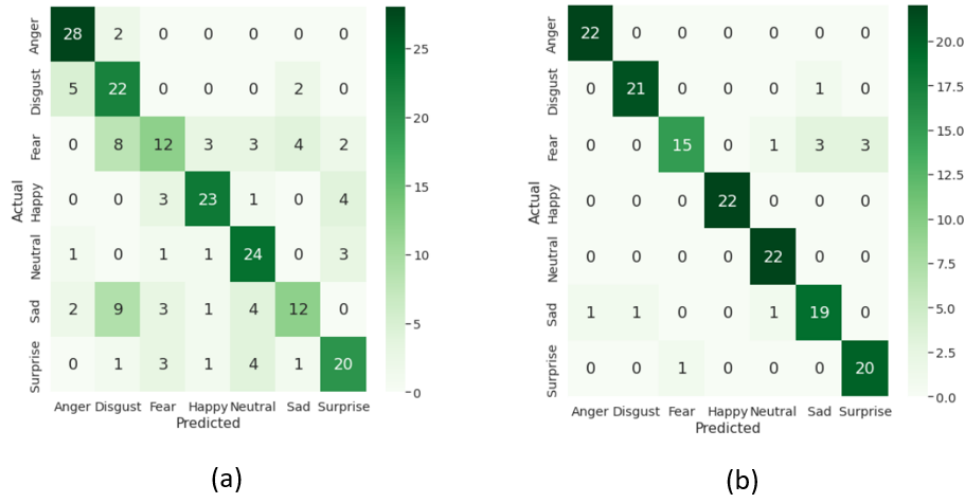 Anger 28 2 0 0 0 0 0
Disgust 5 22 0 0 0 2 0
Fear 0 8 12 3 3 4 2
Happy 0 0 3 23 1 0 4
Neutral 1 0 1 1 24 0 3
Sad 2 9 3 1 4 12 0
Surprise 0 1 3 1 4 1 20
Actual
Anger Disgust Fear Happy Neutral Sad Surprise
Predicted
25
20
15
10
5
0
(a)
Anger 22 0 0 0 0 0 0
Disgust 0 21 0 0 0 1 0
Fear 0 0 15 0 1 3 3
Happy 0 0 0 22 0 0 0
Neutral 0 0 0 0 22 0 0
Sad 1 1 0 0 1 19 0
Surprise 0 0 1 0 0 0 20
Actual
Anger Disgust Fear Happy Neutral Sad Surprise
Predicted
20.0
17.5
15.0
12.5
10.0
7.5
5.0
2.5
0.0
(b)